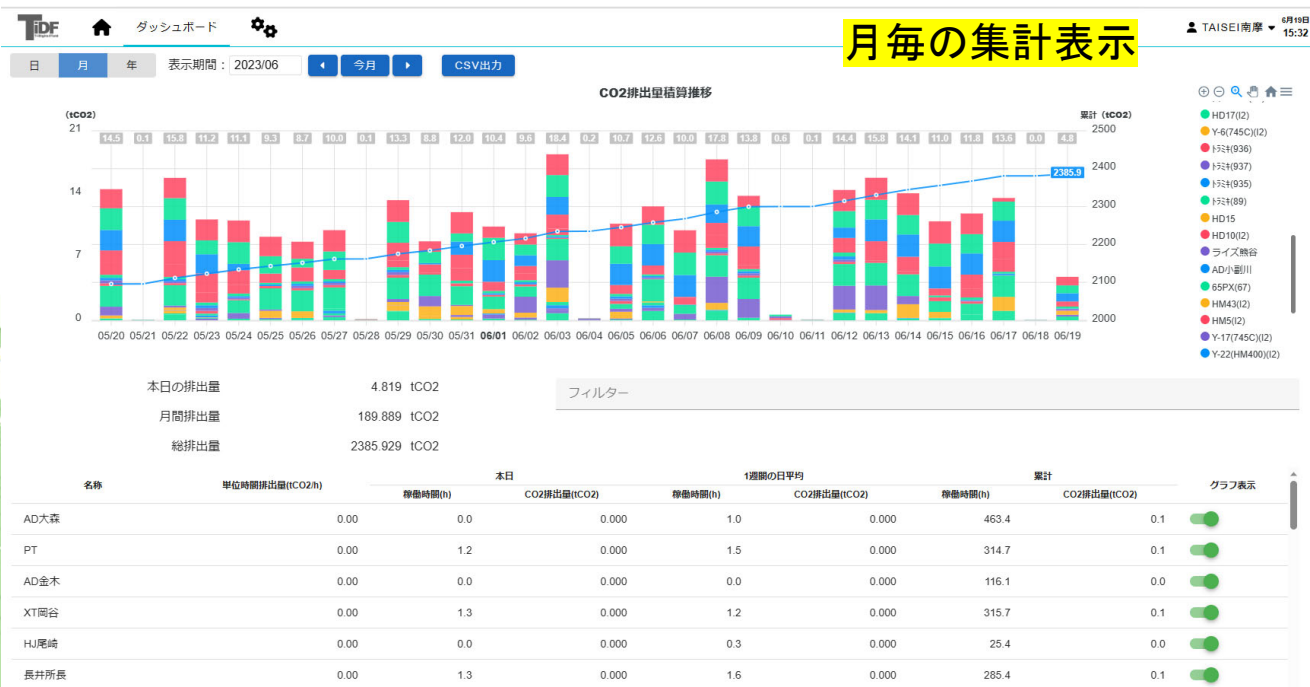 TiDF
ダッシュボード
月毎の集計表示
TAISEI南摩
6月19日
15:32
日 月 年 表示期間： 2023/06 今月 CSV出力
CO2排出量積算推移
(tCO2)
累計 (tCO2)
21
14
7
0
14.5 0.1 15.8 11.2 11.1 9.3 8.7 10.0 0.1 13.3 8.8 12.0 10.4 9.6 18.4 0.2 10.7 12.6 10.0 17.8 13.8 0.6 0.1 14.4 15.8 14.1 11.0 11.8 13.6 0.0 4.8
2500
2400
2385.9
2300
2200
2100
2000
05/20 05/21 05/22 05/23 05/24 05/25 05/26 05/27 05/28 05/29 05/30 05/31 06/01 06/02 06/03 06/04 06/05 06/06 06/07 06/08 06/09 06/10 06/11 06/12 06/13 06/14 06/15 06/16 06/17 06/18 06/19
HD17(I2)
Y-6(745C)(I2)
ﾄﾗﾐｷ(936)
ﾄﾗﾐｷ(937)
ﾄﾗﾐｷ(935)
ﾄﾗﾐｷ(89)
HD15
HD10(I2)
ライズ熊谷
AD小副川
65PX(67)
HM43(I2)
HM5(I2)
Y-17(745C)(I2)
Y-22(HM400)(I2)
本日の排出量 4.819 tCO2
月間排出量 189.889 tCO2
総排出量 2385.929 tCO2
フィルター
名称 単位時間排出量(tCO2/h) 本日 1週間の日平均 累計 グラフ表示
稼働時間(h) CO2排出量(tCO2) 稼働時間(h) CO2排出量(tCO2) 稼働時間(h) CO2排出量(tCO2)
AD大森 0.00 0.0 0.000 1.0 0.000 463.4 0.1
PT 0.00 1.2 0.000 1.5 0.000 314.7 0.1
AD金木 0.00 0.0 0.000 0.0 0.000 116.1 0.0
XT岡谷 0.00 1.3 0.000 1.2 0.000 315.7 0.1
HJ尾崎 0.00 0.0 0.000 0.3 0.000 25.4 0.0
長井所長 0.00 1.3 0.000 1.6 0.000 285.4 0.1